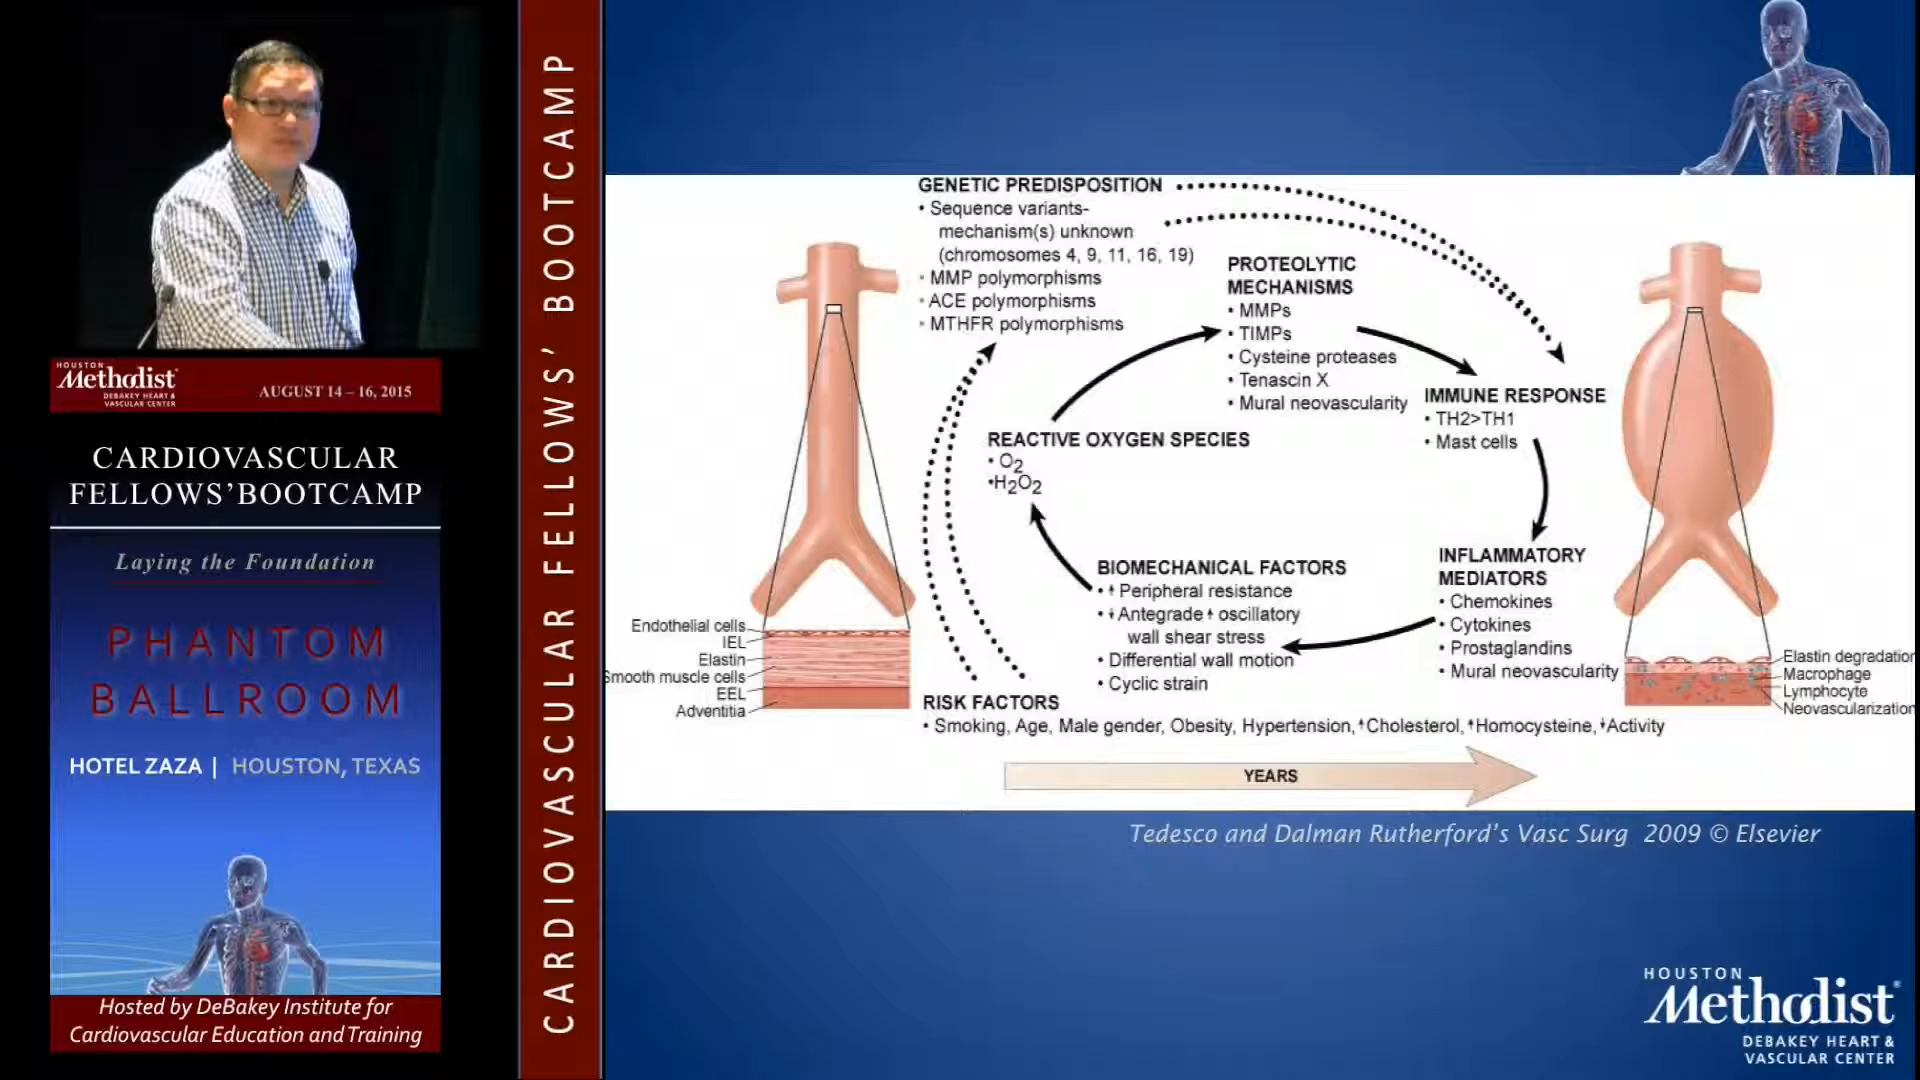 HOUSTON
Methodist
DEBAKEY HEART &
VASCULAR CENTER
AUGUST 14 – 16, 2015
CARDIOVASCULAR
FELLOWS’BOOTCAMP
Laying the Foundation
PHANTOM
BALLROOM
HOTEL ZAZA | HOUSTON, TEXAS
Hosted by DeBakey Institute for
Cardiovascular Education and Training
CARDIOVASCULAR FELLOWS’ BOOTCAMP
GENETIC PREDISPOSITION
• Sequence variants-
mechanism(s) unknown
(chromosomes 4, 9, 11, 16, 19)
• MMP polymorphisms
• ACE polymorphisms
• MTHFR polymorphisms
PROTEOLYTIC
MECHANISMS
• MMPs
• TIMPs
• Cysteine proteases
• Tenascin X
• Mural neovascularity
IMMUNE RESPONSE
• TH2>TH1
• Mast cells
REACTIVE OXYGEN SPECIES
• O2
•H2O2
INFLAMMATORY
MEDIATORS
• Chemokines
• Cytokines
• Prostaglandins
• Mural neovascularity
BIOMECHANICAL FACTORS
• ↑ Peripheral resistance
• ↓ Antegrade ↑ oscillatory
wall shear stress
• Differential wall motion
• Cyclic strain
Endothelial cells
IEL
Elastin
Smooth muscle cells
EEL
Adventitia
Elastin degradation
Macrophage
Lymphocyte
Neovascularization
RISK FACTORS
• Smoking, Age, Male gender, Obesity, Hypertension, ↑Cholesterol, ↑Homocysteine, ↓Activity
YEARS
Tedesco and Dalman Rutherford’s Vasc Surg 2009 © Elsevier
HOUSTON
Methodist®
DEBAKEY HEART &
VASCULAR CENTER